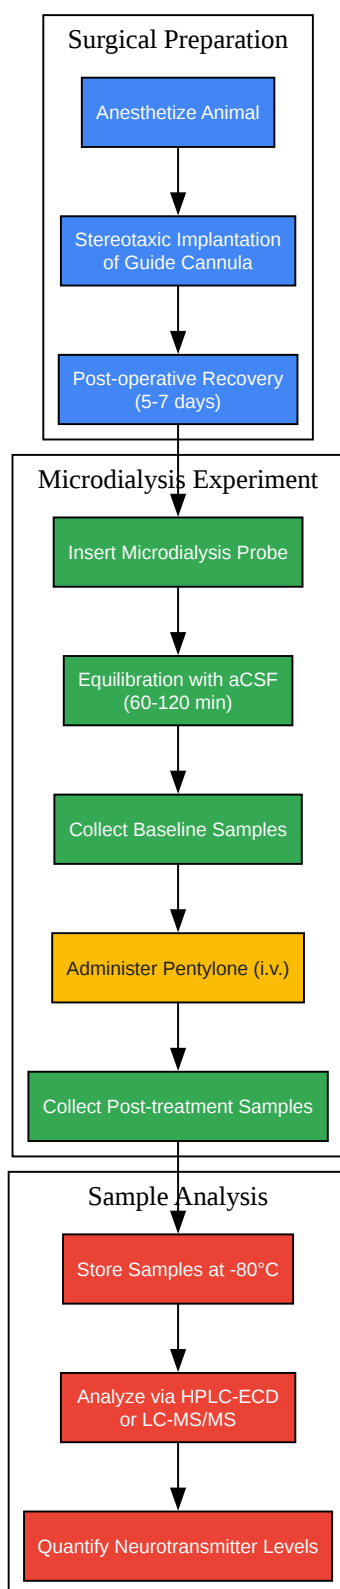 Surgical Preparation
Anesthetize Animal
Stereotaxic Implantation
of Guide Cannula
Post-operative Recovery
(5-7 days)
Microdialysis Experiment
Insert Microdialysis Probe
Equilibration with aCSF
(60-120 min)
Collect Baseline Samples
Administer Pentylone (i.v.)
Collect Post-treatment Samples
Sample Analysis
Store Samples at -80°C
Analyze via HPLC-ECD
or LC-MS/MS
Quantify Neurotransmitter Levels